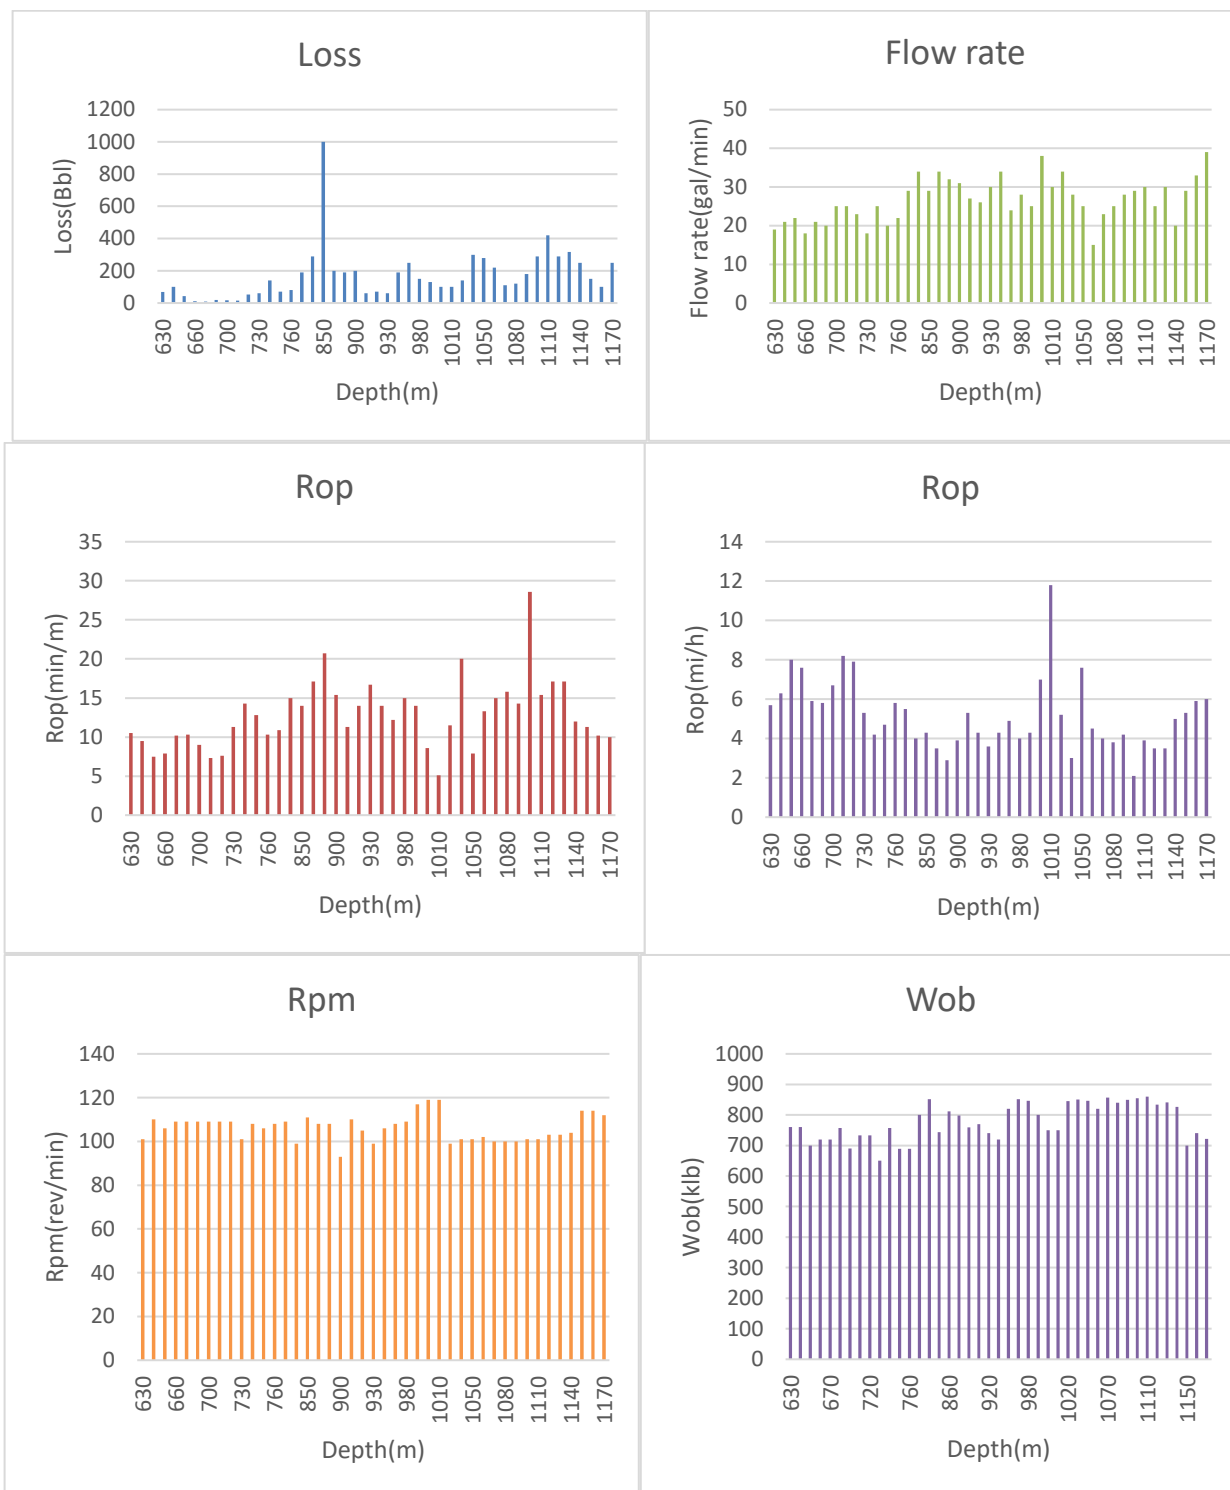 Loss
1200
1000
800
600
400
200
0
Loss(Bbl)
630 660 700 730 760 850 900 930 980 1010 1050 1080 1110 1140 1170
Depth(m)
Flow rate
50
40
30
20
10
0
Flow rate(gal/min)
630 660 700 730 760 850 900 930 980 1010 1050 1080 1110 1140 1170
Depth(m)
Rop
35
30
25
20
15
10
5
0
Rop(min/m)
630 660 700 730 760 850 900 930 980 1010 1050 1080 1110 1140 1170
Depth(m)
Rop
14
12
10
8
6
4
2
0
Rop(mi/h)
630 660 700 730 760 850 900 930 980 1010 1050 1080 1110 1140 1170
Depth(m)
Rpm
140
120
100
80
60
40
20
0
Rpm(rev/min)
630 660 700 730 760 850 900 930 980 1010 1050 1080 1110 1140 1170
Depth(m)
Wob
1000
900
800
700
600
500
400
300
200
100
0
Wob(klb)
630 670 720 760 860 920 980 1020 1070 1110 1150
Depth(m)